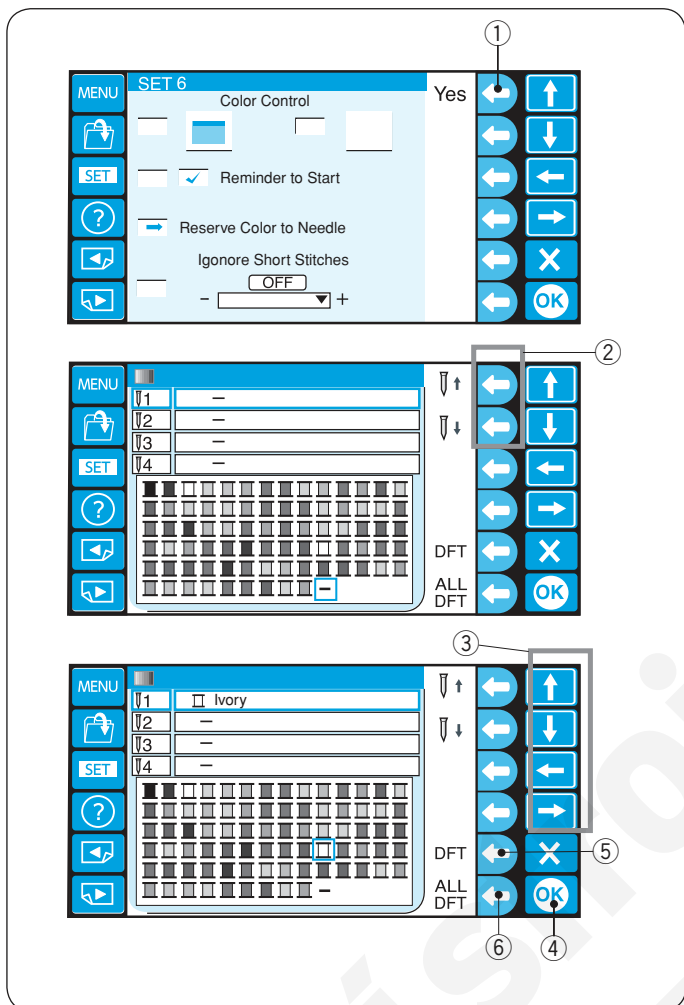 ①
MENU
SET 6
Yes
Color Control
SET
Reminder to Start
?
Reserve Color to Needle
Igonore Short Stitches
OFF
- +
X
OK
②
MENU
1 –
2 –
3 –
SET
4 –
?
–
DFT
ALL
DFT
X
OK
③
MENU
1 Ivory
2 –
3 –
SET
4 –
?
–
DFT
ALL
DFT
X
OK
⑤
⑥
④